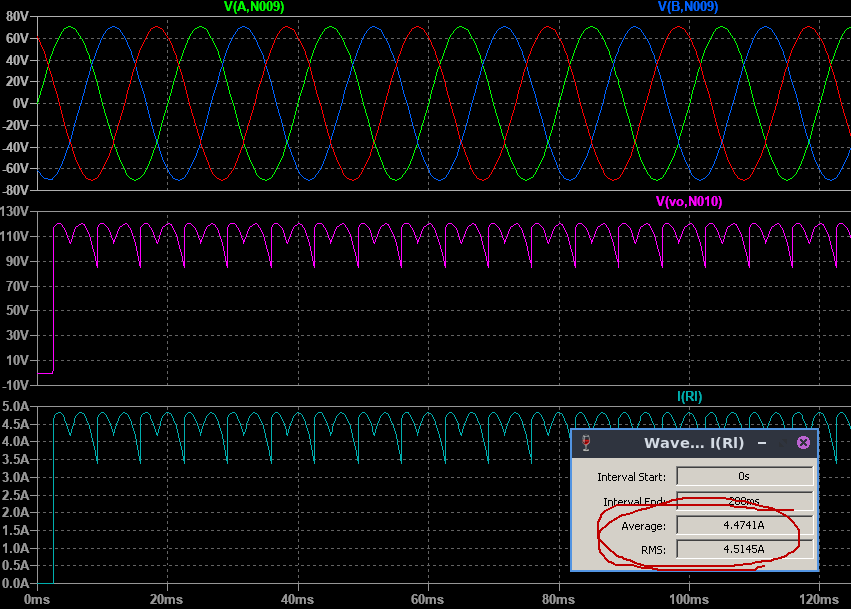 V(A,N009) V(B,N009)
80V
60V
40V
20V
0V
-20V
-40V
-60V
-80V
V(vo,N010)
130V
110V
90V
70V
50V
30V
10V
-10V
I(Rl)
5.0A
4.5A
4.0A
3.5A
3.0A
2.5A
2.0A
1.5A
1.0A
0.5A
0.0A
0ms 20ms 40ms 60ms 80ms 100ms 120ms
Wave... I(Rl)
Interval Start: 0s
Interval End: 200ms
Average: 4.4741A
RMS: 4.5145A